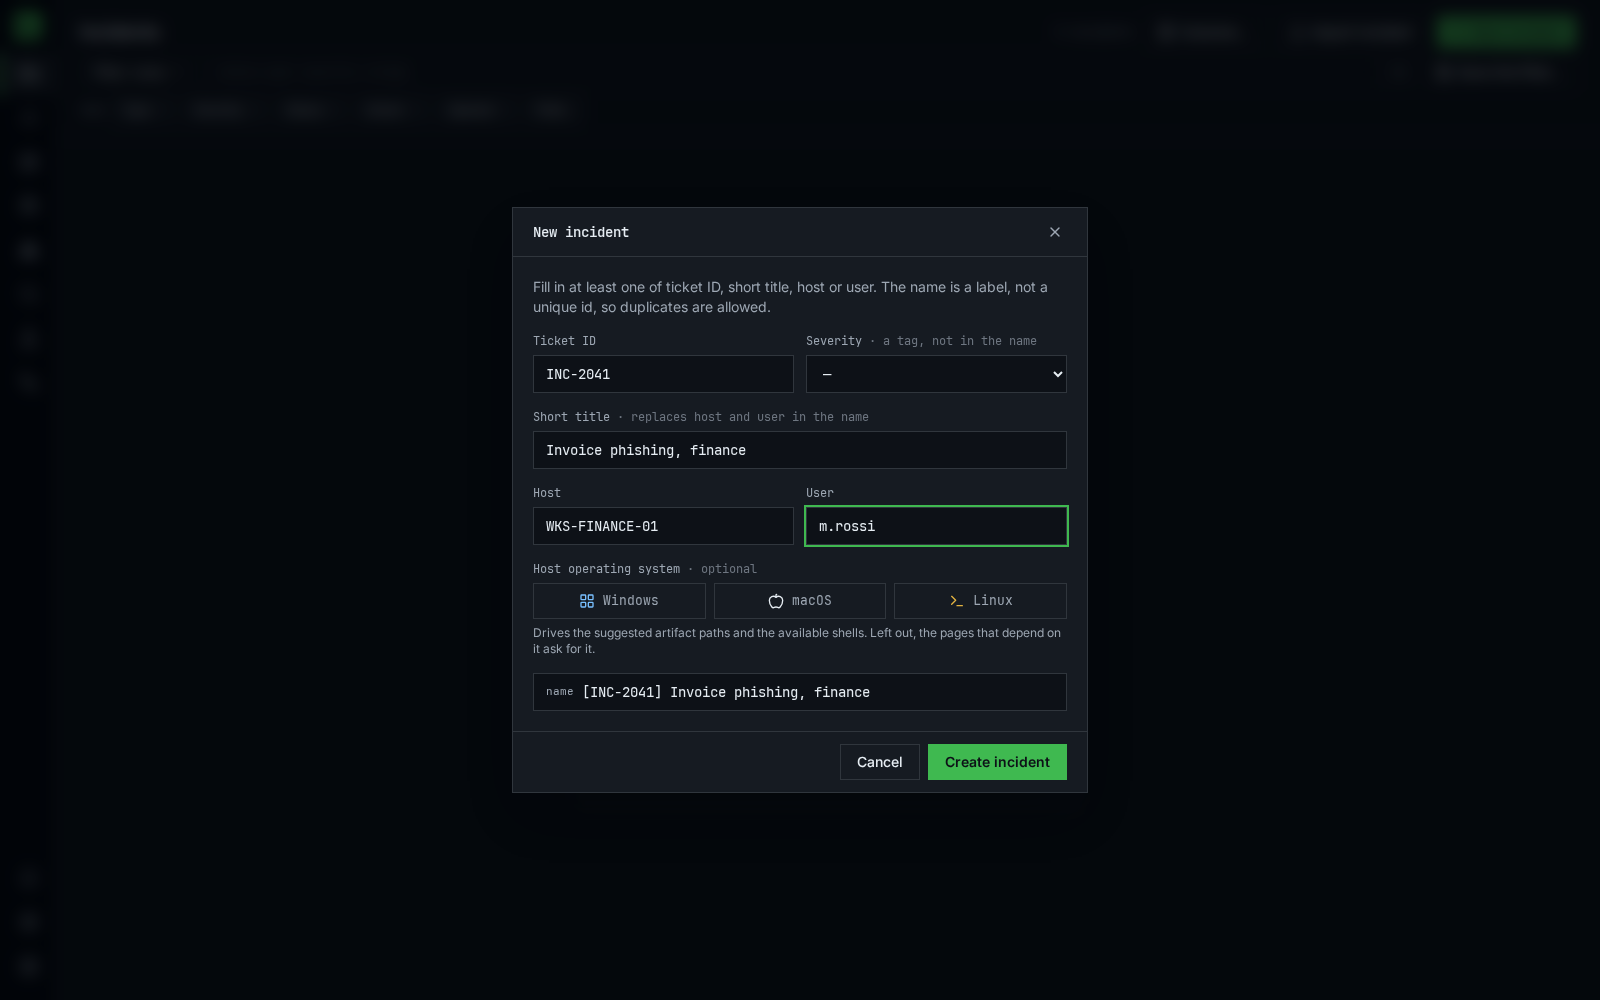 New incident
Fill in at least one of ticket ID, short title, host or user. The name is a label, not a
unique id, so duplicates are allowed.
Ticket ID
Severity · a tag, not in the name
INC-2041
—
Short title · replaces host and user in the name
Invoice phishing, finance
Host
User
WKS-FINANCE-01
m.rossi
Host operating system · optional
Windows
macOS
Linux
Drives the suggested artifact paths and the available shells. Left out, the pages that depend on
it ask for it.
name [INC-2041] Invoice phishing, finance
Cancel
Create incident